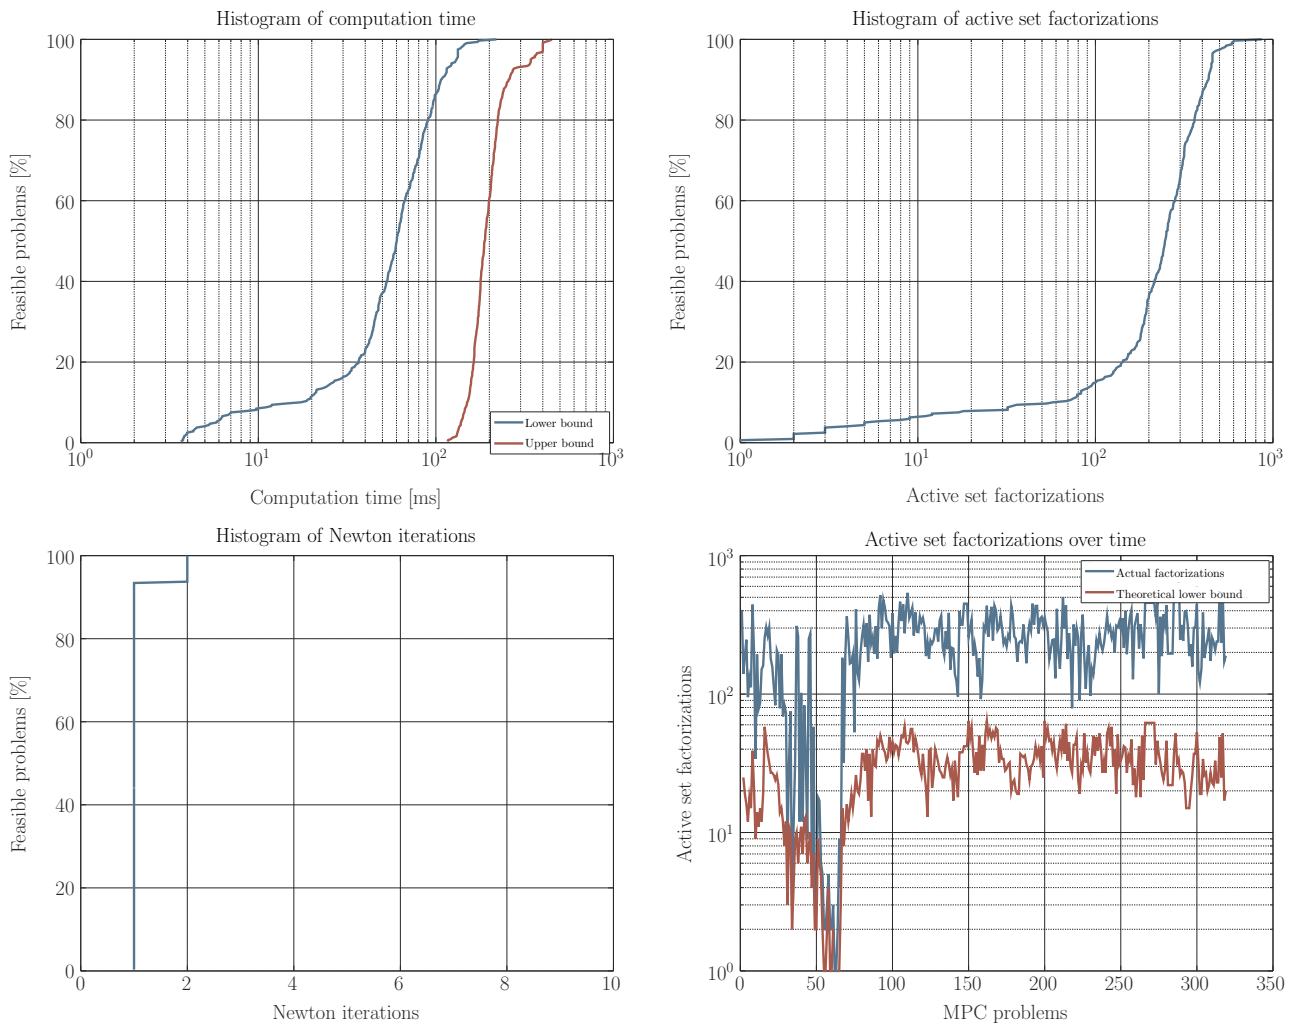 Histogram of computation time
100
80
60
40
20
0
Feasible problems [%]
10^0
10^1
10^2
10^3
Lower bound
Upper bound
Computation time [ms]
Histogram of active set factorizations
100
80
60
40
20
0
Feasible problems [%]
10^0
10^1
10^2
10^3
Active set factorizations
Histogram of Newton iterations
100
80
60
40
20
0
Feasible problems [%]
0
2
4
6
8
10
Newton iterations
Active set factorizations over time
10^3
10^2
10^1
10^0
Active set factorizations
Actual factorizations
Theoretical lower bound
0
50
100
150
200
250
300
350
MPC problems